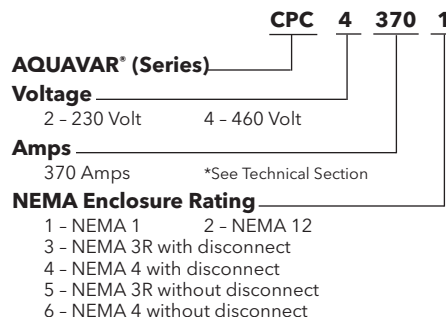 CPC 4 370 1
AQUAVAR® (Series)
Voltage
2 – 230 Volt 4 – 460 Volt
Amps
370 Amps *See Technical Section
NEMA Enclosure Rating
1 – NEMA 1 2 – NEMA 12
3 – NEMA 3R with disconnect
4 – NEMA 4 with disconnect
5 – NEMA 3R without disconnect
6 – NEMA 4 without disconnect